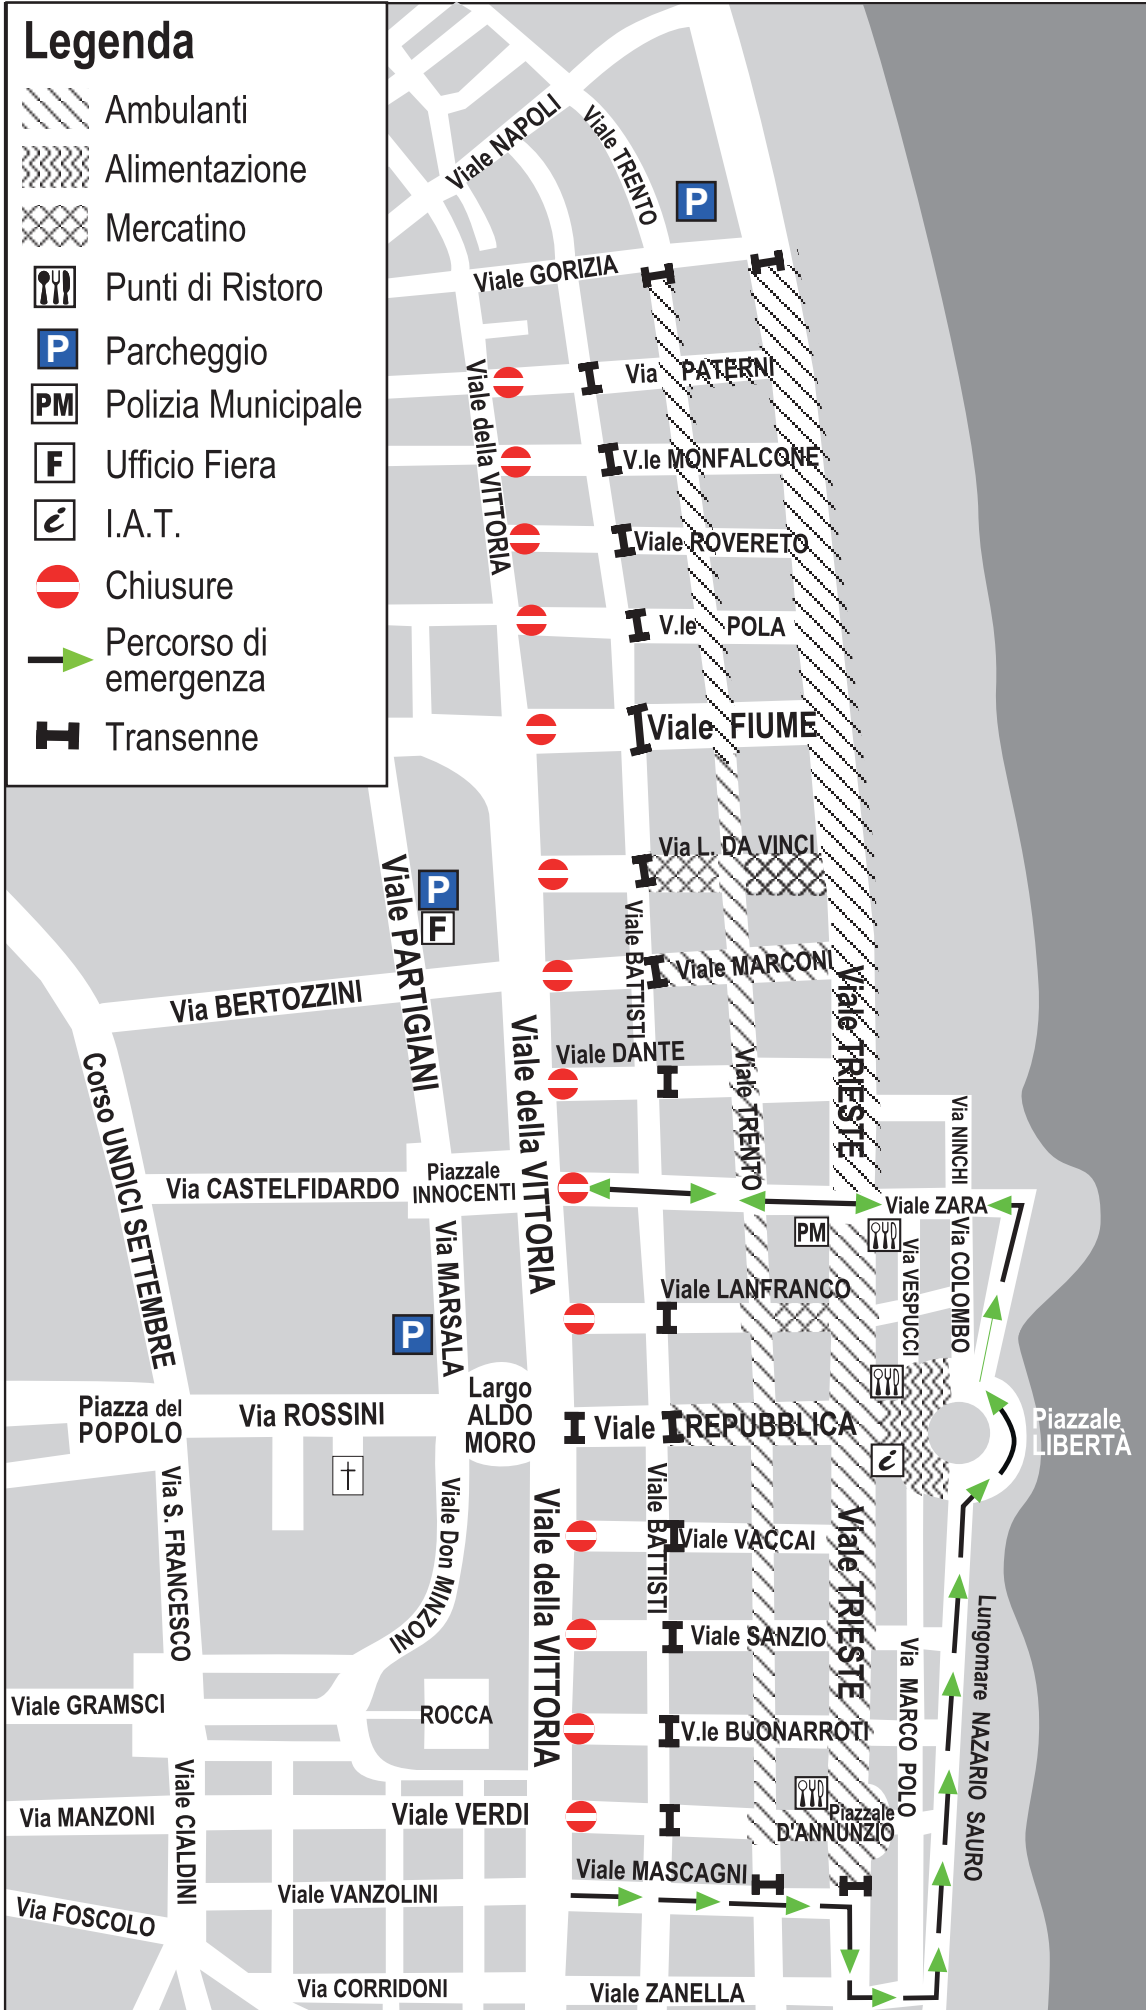 Legenda
Ambulanti
Alimentazione
Mercatino
Punti di Ristoro
P
Parcheggio
PM
Polizia Municipale
F
Ufficio Fiera
i
I.A.T.
Chiusure
Percorso di
emergenza
Transenne
Viale NAPOLI
Viale TRENTO
P
Viale GORIZIA
Via PATERNI
Viale della VITTORIA
V.le MONFALCONE
Viale ROVERETO
V.le POLA
Viale FIUME
Via L. DA VINCI
P
F
Viale PARTIGIANI
Viale BATTISTI
Viale MARCONI
Via BERTOZZINI
Viale TRIESTE
Viale della VITTORIA
Viale DANTE
Viale TRENTO
Corso UNDICI SETTEMBRE
Via NINCHI
Piazzale
INNOCENTI
Via CASTELFIDARDO
Viale ZARA
PM
Via MARSALA
Via VESPUCCI
Via COLOMBO
Viale LANFRANCO
P
Largo
ALDO
MORO
Piazza del
POPOLO
Via ROSSINI
Viale REPUBBLICA
Piazzale
LIBERTÀ
i
Via S. FRANCESCO
Viale Don MINZONI
Viale della VITTORIA
Viale BATTISTI
Viale VACCAI
Viale TRIESTE
Viale SANZIO
Lungomare NAZARIO SAURO
Via MARCO POLO
Viale GRAMSCI
ROCCA
V.le BUONARROTI
Viale CIALDINI
Via MANZONI
Viale VERDI
Piazzale
D'ANNUNZIO
Viale MASCAGNI
Viale VANZOLINI
Via FOSCOLO
Via CORRIDONI
Viale ZANELLA